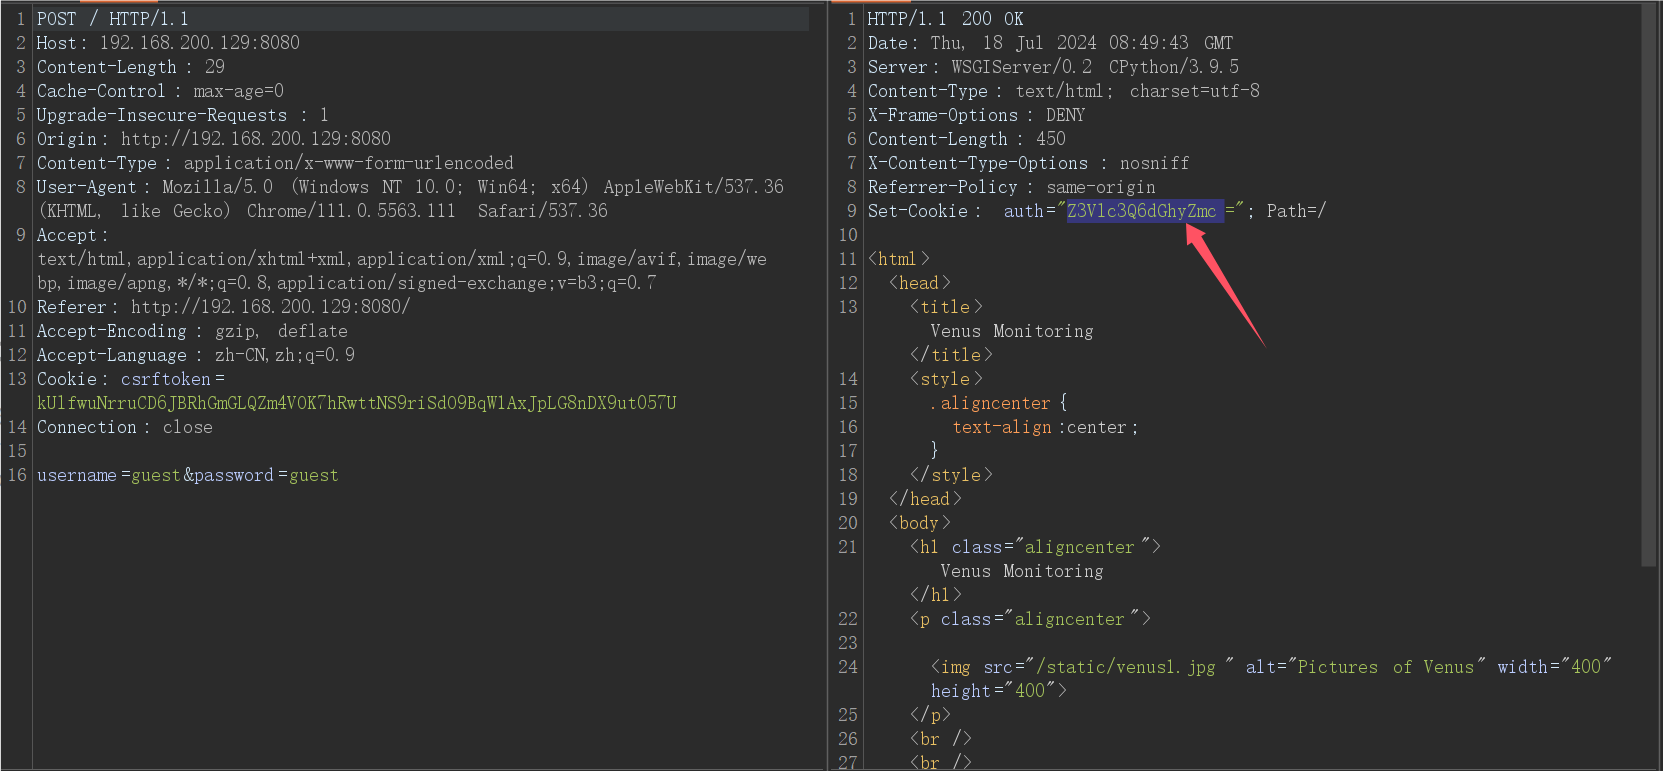 1 POST / HTTP/1.1
2 Host: 192.168.200.129:8080
3 Content-Length: 29
4 Cache-Control: max-age=0
5 Upgrade-Insecure-Requests: 1
6 Origin: http://192.168.200.129:8080
7 Content-Type: application/x-www-form-urlencoded
8 User-Agent: Mozilla/5.0 (Windows NT 10.0; Win64; x64) AppleWebKit/537.36
(KHTML, like Gecko) Chrome/111.0.5563.111 Safari/537.36
9 Accept:
text/html,application/xhtml+xml,application/xml;q=0.9,image/avif,image/we
bp,image/apng,*/*;q=0.8,application/signed-exchange;v=b3;q=0.7
10 Referer: http://192.168.200.129:8080/
11 Accept-Encoding: gzip, deflate
12 Accept-Language: zh-CN,zh;q=0.9
13 Cookie: csrftoken=
kUlfwuNrruCD6JBRhGmGLQZm4V0K7hRwttNS9riSd09BqWlAxJpLG8nDX9ut057U
14 Connection: close
15
16 username=guest&password=guest
1 HTTP/1.1 200 OK
2 Date: Thu, 18 Jul 2024 08:49:43 GMT
3 Server: WSGIServer/0.2 CPython/3.9.5
4 Content-Type: text/html; charset=utf-8
5 X-Frame-Options: DENY
6 Content-Length: 450
7 X-Content-Type-Options: nosniff
8 Referrer-Policy: same-origin
9 Set-Cookie: auth="Z3Vlc3Q6dGhyZmc="; Path=/
10
11 <html>
12 <head>
13 <title>
Venus Monitoring
</title>
14 <style>
15 .aligncenter{
16 text-align:center;
17 }
18 </style>
19 </head>
20 <body>
21 <h1 class="aligncenter">
Venus Monitoring
</h1>
22 <p class="aligncenter">
23
24 <img src="/static/venus1.jpg" alt="Pictures of Venus" width="400"
height="400">
25 </p>
26 <br />
27 <br />